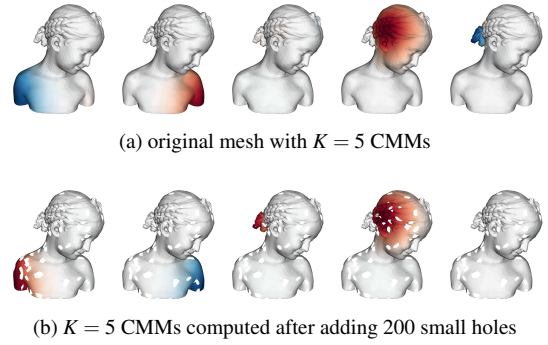 (a) original mesh with K = 5 CMMs
(b) K = 5 CMMs computed after adding 200 small holes